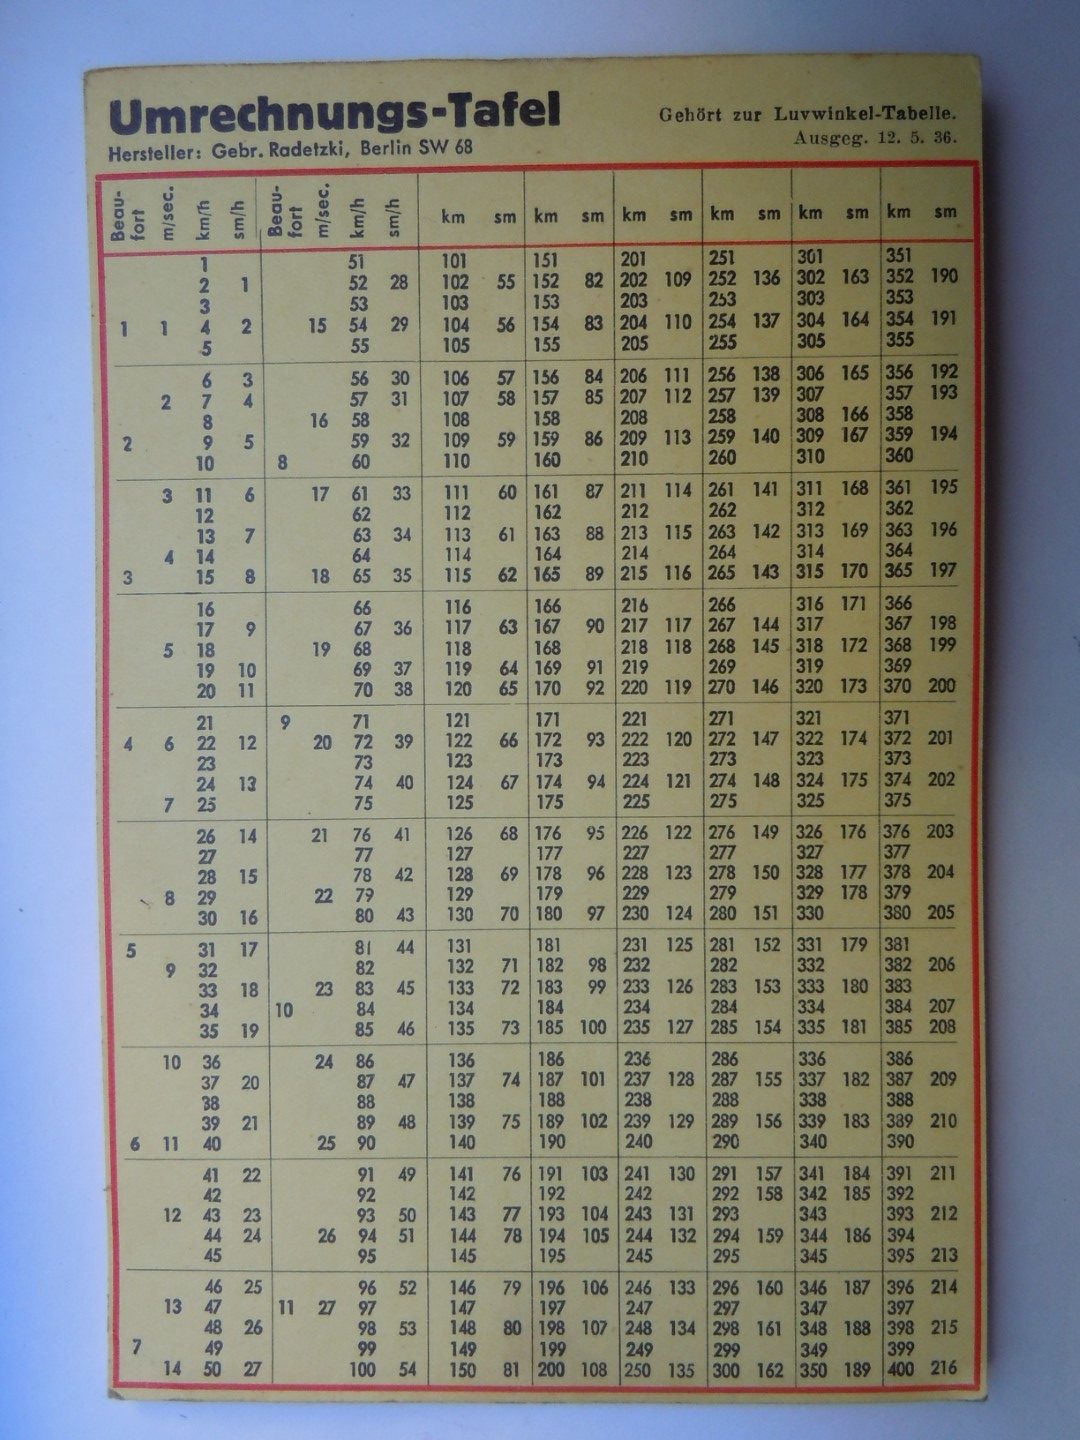 Umrechnungs-Tafel
Gehört zur Luvwinkel-Tabelle.
Ausgeg. 12. 5. 36.
Hersteller: Gebr. Radetzki, Berlin SW 68
Beau-fort m/sec. km/h sm/h Beau-fort m/sec. km/h sm/h km sm km sm km sm km sm km sm km sm
1 51 101 151 201 251 301 351
2 1 52 28 102 55 152 82 202 109 252 136 302 163 352 190
3 53 103 153 203 253 303 353
1 1 4 2 15 54 29 104 56 154 83 204 110 254 137 304 164 354 191
5 55 105 155 205 255 305 355
6 3 56 30 106 57 156 84 206 111 256 138 306 165 356 192
2 7 4 57 31 107 58 157 85 207 112 257 139 307 357 193
8 16 58 108 158 208 258 308 166 358
2 9 5 59 32 109 59 159 86 209 113 259 140 309 167 359 194
10 8 60 110 160 210 260 310 360
3 11 6 17 61 33 111 60 161 87 211 114 261 141 311 168 361 195
12 62 112 162 212 262 312 362
13 7 63 34 113 61 163 88 213 115 263 142 313 169 363 196
4 14 64 114 164 214 264 314 364
3 15 8 18 65 35 115 62 165 89 215 116 265 143 315 170 365 197
16 66 116 166 216 266 316 171 366
17 9 67 36 117 63 167 90 217 117 267 144 317 367 198
5 18 19 68 118 168 218 118 268 145 318 172 368 199
19 10 69 37 119 64 169 91 219 269 319 369
20 11 70 38 120 65 170 92 220 119 270 146 320 173 370 200
21 9 71 121 171 221 271 321 371
4 6 22 12 20 72 39 122 66 172 93 222 120 272 147 322 174 372 201
23 73 123 173 223 273 323 373
24 13 74 40 124 67 174 94 224 121 274 148 324 175 374 202
7 25 75 125 175 225 275 325 375
26 14 21 76 41 126 68 176 95 226 122 276 149 326 176 376 203
27 77 127 177 227 277 327 377
28 15 78 42 128 69 178 96 228 123 278 150 328 177 378 204
8 29 22 79 129 179 229 279 329 178 379
30 16 80 43 130 70 180 97 230 124 280 151 330 380 205
5 31 17 81 44 131 181 231 125 281 152 331 179 381
9 32 82 132 71 182 98 232 282 332 382 206
33 18 23 83 45 133 72 183 99 233 126 283 153 333 180 383
34 10 84 134 184 234 284 334 384 207
35 19 85 46 135 73 185 100 235 127 285 154 335 181 385 208
10 36 24 86 136 186 236 286 336 386
37 20 87 47 137 74 187 101 237 128 287 155 337 182 387 209
38 88 138 188 238 288 338 388
39 21 89 48 139 75 189 102 239 129 289 156 339 183 389 210
6 11 40 25 90 140 190 240 290 340 390
41 22 91 49 141 76 191 103 241 130 291 157 341 184 391 211
42 92 142 192 242 292 158 342 185 392
12 43 23 93 50 143 77 193 104 243 131 293 343 393 212
44 24 26 94 51 144 78 194 105 244 132 294 159 344 186 394
45 95 145 195 245 295 345 395 213
46 25 96 52 146 79 196 106 246 133 296 160 346 187 396 214
13 47 11 27 97 147 197 247 297 347 397
48 26 98 53 148 80 198 107 248 134 298 161 348 188 398 215
7 49 99 149 199 249 299 349 399
14 50 27 100 54 150 81 200 108 250 135 300 162 350 189 400 216